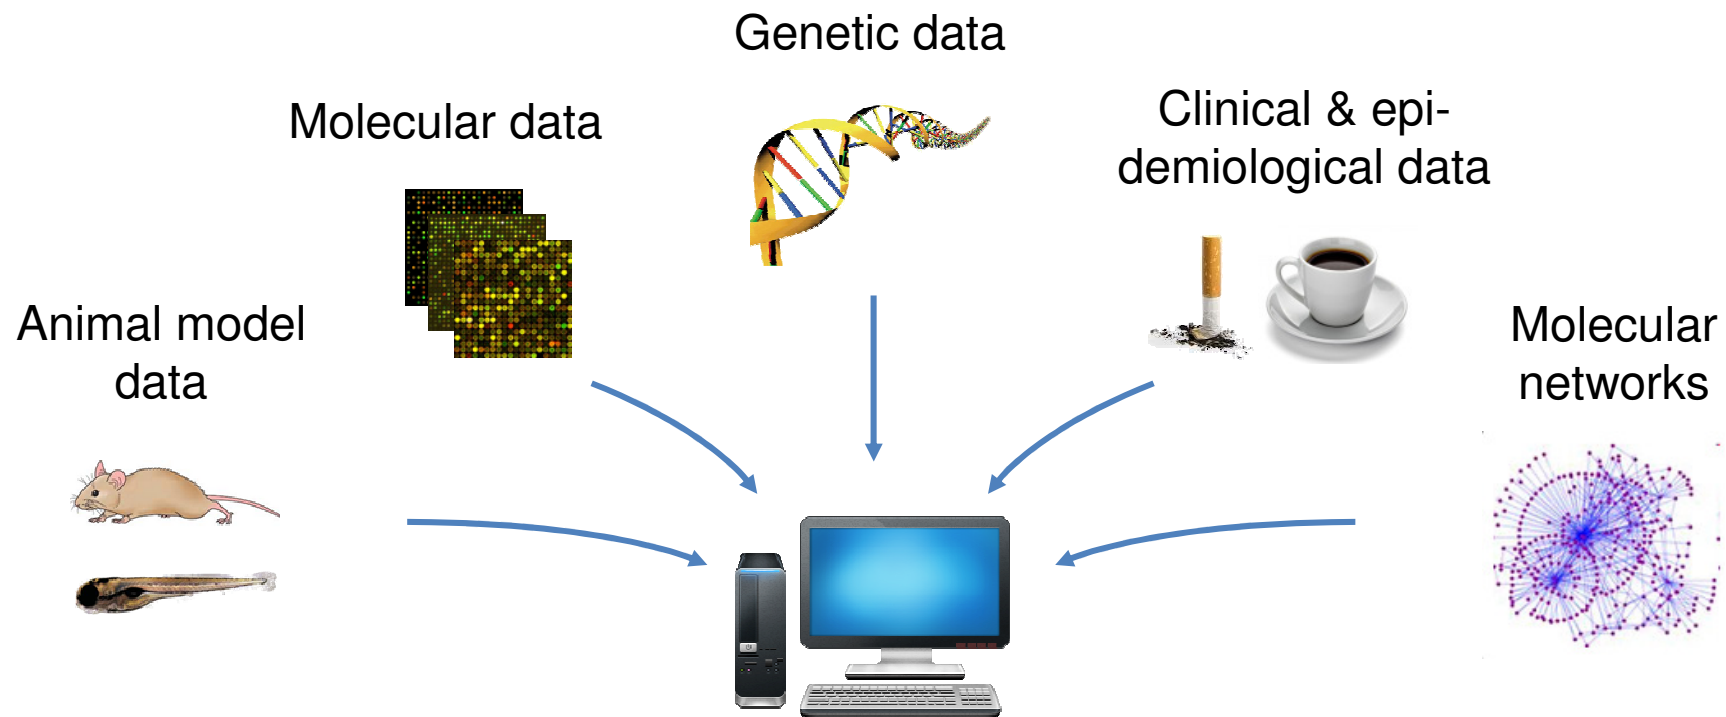 Genetic data
Molecular data
Clinical & epi-
demiological data
Animal model
data
Molecular
networks